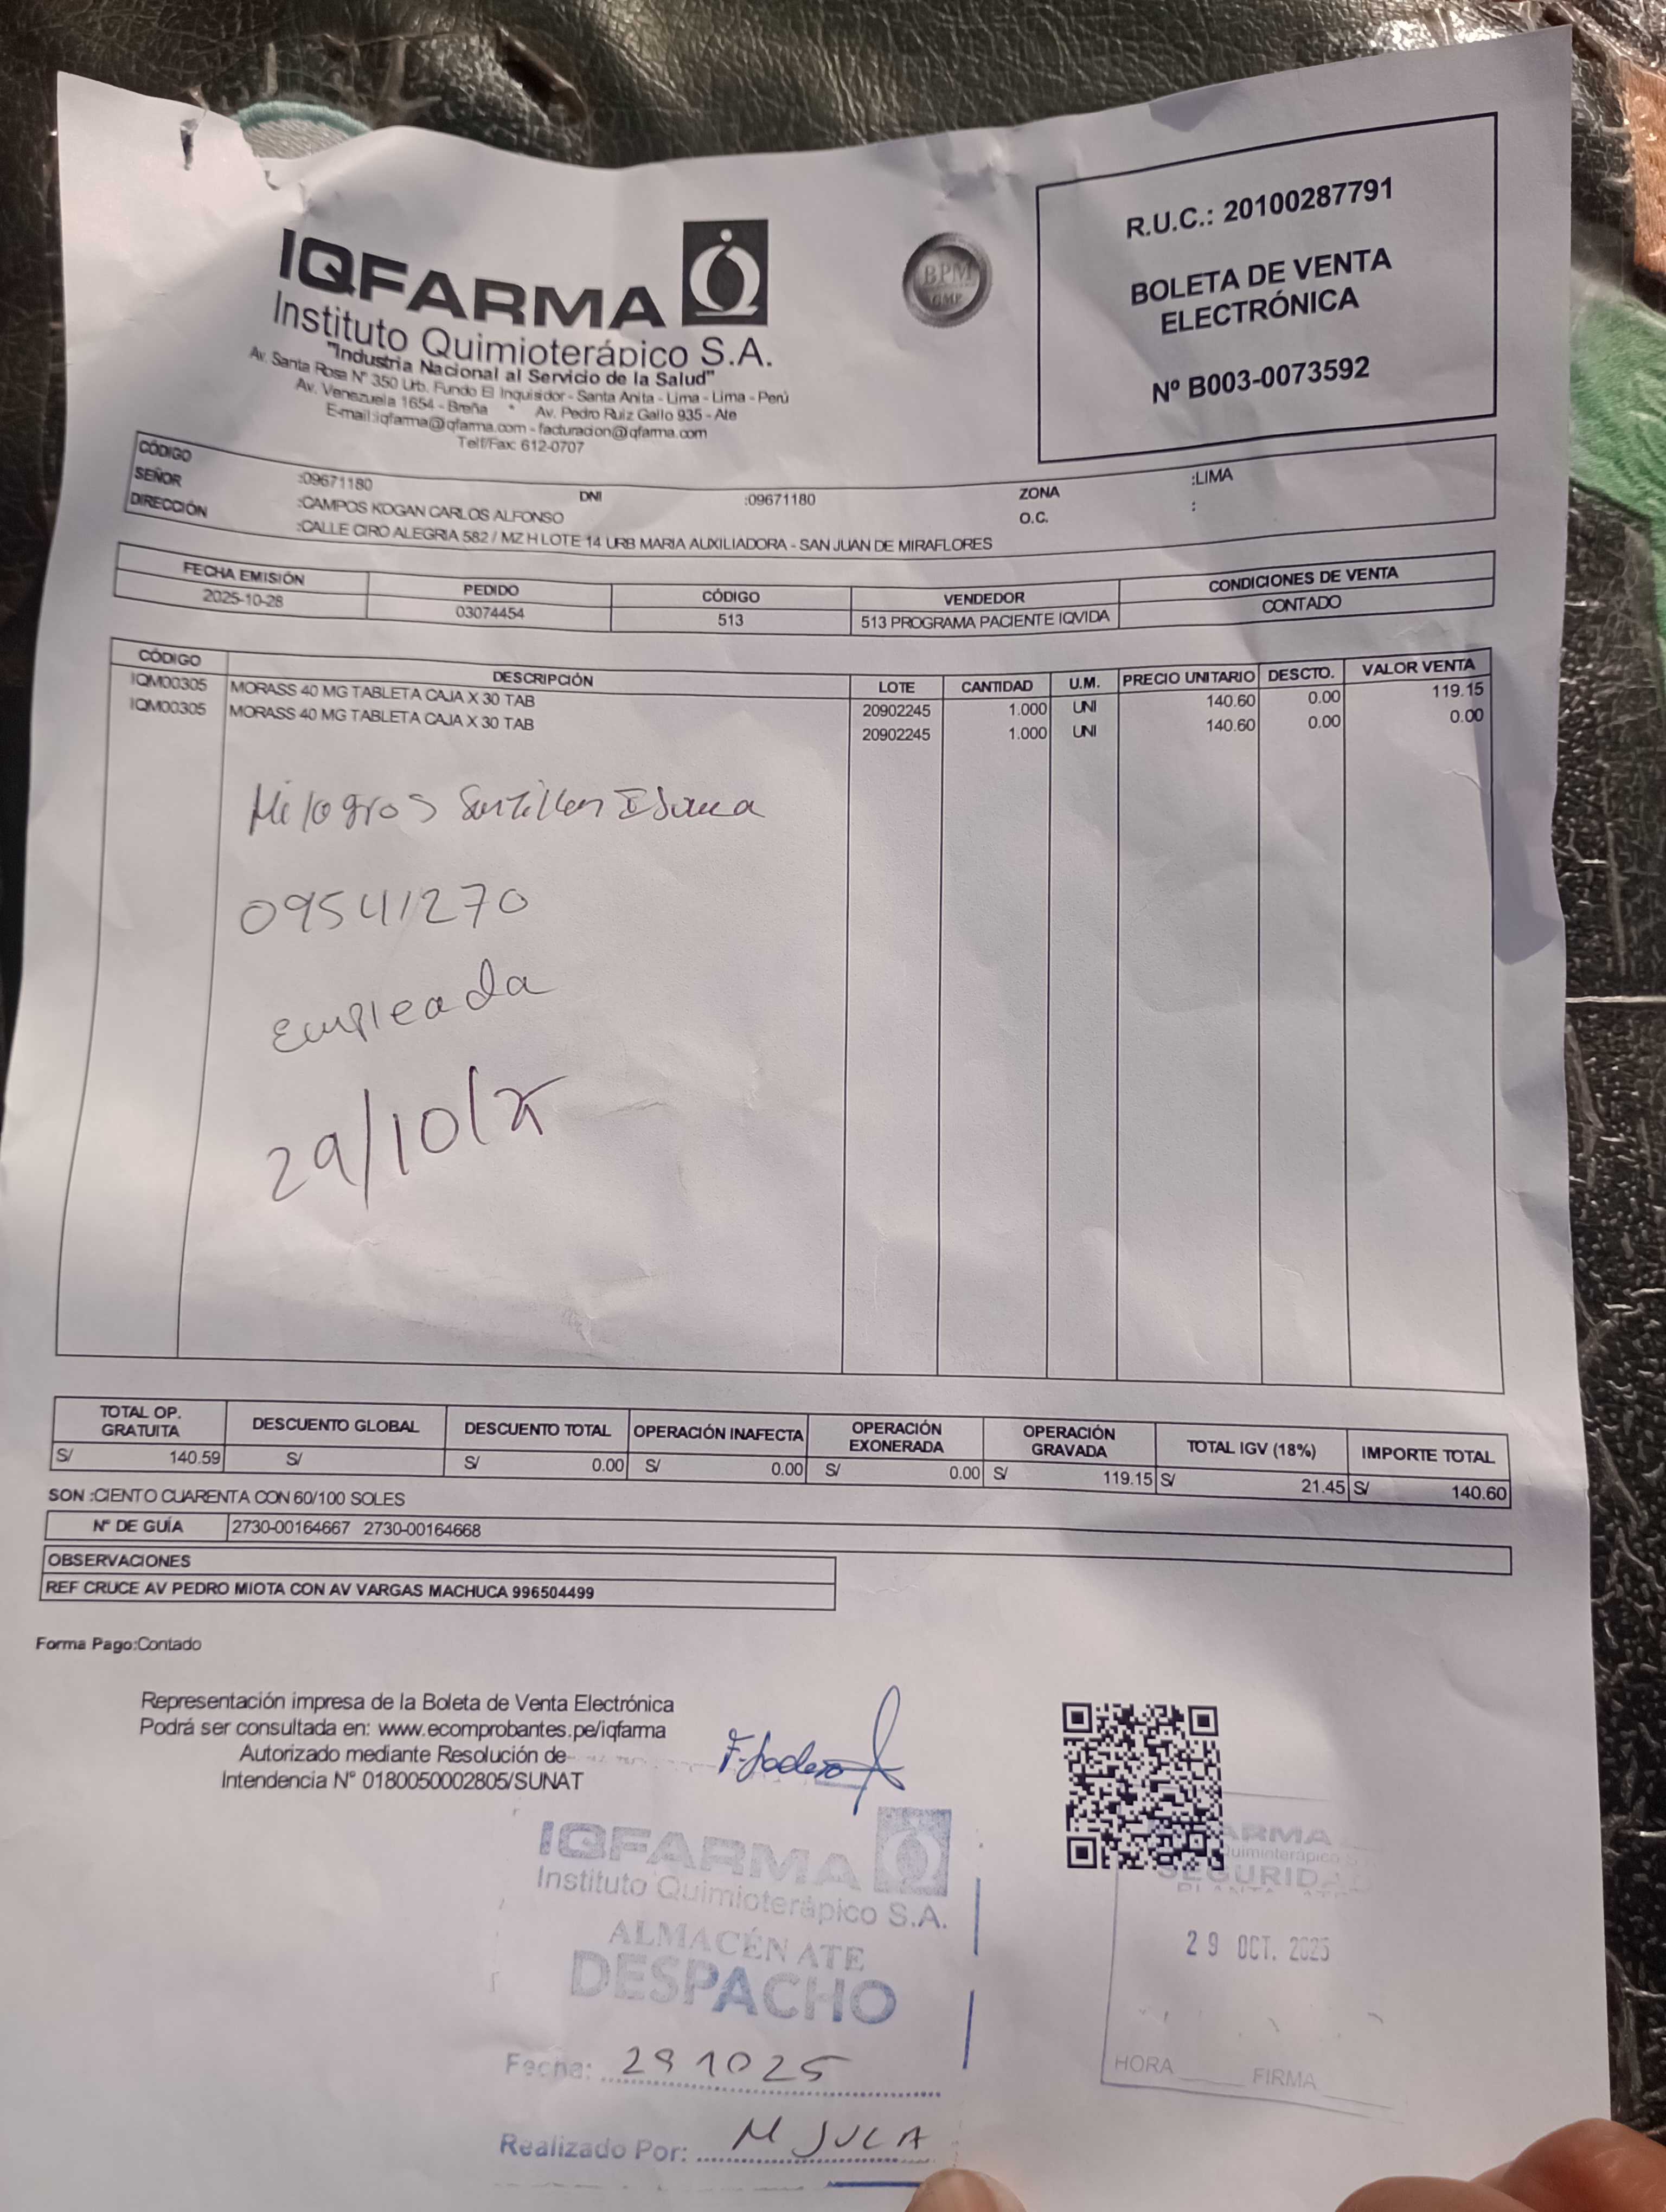 IQFARMA
Instituto Quimioterápico S.A.
"Industria Nacional al Servicio de la Salud"
Av. Santa Rosa N° 350 Urb. Fundo El Inquisidor - Santa Anita - Lima - Lima - Perú
Av. Venezuela 1654 - Breña * Av. Pedro Ruiz Gallo 935 - Ate
E-mail:iqfarma@iqfarma.com - facturacion@iqfarma.com
Telf/Fax: 612-0707
BPM
GMP
R.U.C.: 20100287791
BOLETA DE VENTA
ELECTRÓNICA
Nº B003-0073592
CÓDIGO :09671180 DNI :09671180 ZONA :LIMA
SEÑOR :CAMPOS KOGAN CARLOS ALFONSO O.C. :
DIRECCIÓN :CALLE CIRO ALEGRIA 582 / MZ H LOTE 14 URB MARIA AUXILIADORA - SAN JUAN DE MIRAFLORES
FECHA EMISIÓN PEDIDO CÓDIGO VENDEDOR CONDICIONES DE VENTA
2025-10-28 03074454 513 513 PROGRAMA PACIENTE IQVIDA CONTADO
CÓDIGO DESCRIPCIÓN LOTE CANTIDAD U.M. PRECIO UNITARIO DESCTO. VALOR VENTA
IQM00305 MORASS 40 MG TABLETA CAJA X 30 TAB 20902245 1.000 UNI 140.60 0.00 119.15
IQM00305 MORASS 40 MG TABLETA CAJA X 30 TAB 20902245 1.000 UNI 140.60 0.00 0.00
Milagros
09541270
Empleada
29/10/25
TOTAL OP. GRATUITA DESCUENTO GLOBAL DESCUENTO TOTAL OPERACIÓN INAFECTA OPERACIÓN EXONERADA OPERACIÓN GRAVADA TOTAL IGV (18%) IMPORTE TOTAL
S/ 140.59 S/ S/ 0.00 S/ 0.00 S/ 0.00 S/ 119.15 S/ 21.45 S/ 140.60
SON :CIENTO CUARENTA CON 60/100 SOLES
Nº DE GUÍA 2730-00164667 2730-00164668
OBSERVACIONES
REF CRUCE AV PEDRO MIOTA CON AV VARGAS MACHUCA 996504499
Forma Pago:Contado
Representación impresa de la Boleta de Venta Electrónica
Podrá ser consultada en: www.ecomprobantes.pe/iqfarma
Autorizado mediante Resolución de
Intendencia N° 0180050002805/SUNAT
IQFARMA
Instituto Quimioterápico S.A.
ALMACÉN ATE
DESPACHO
Fecha: 291025
Realizado Por: M JULA
29 OCT. 2025
HORA FIRMA